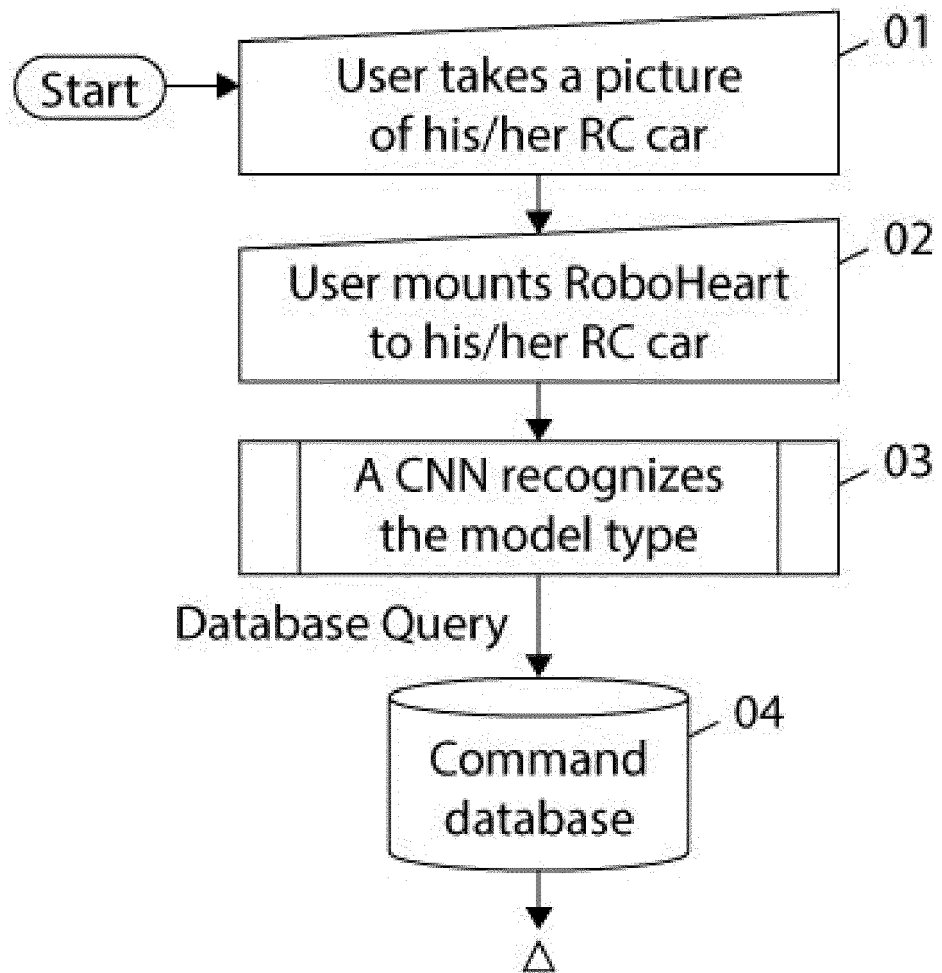 Start
User takes a picture
of his/her RC car
01
User mounts RoboHeart
to his/her RC car
02
A CNN recognizes
the model type
03
Database Query
Command
database
04